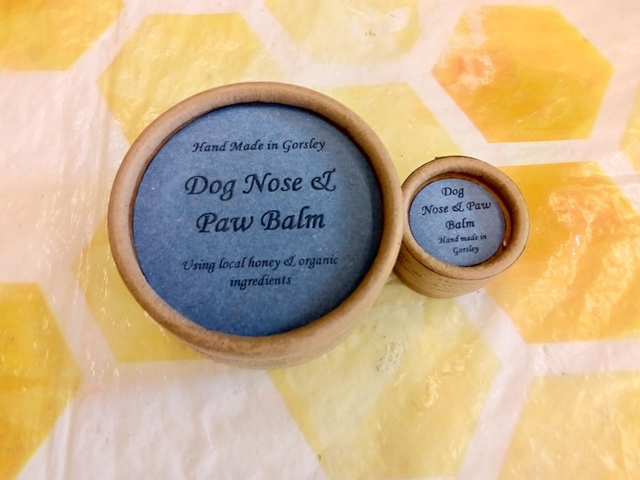 Hand Made in Gorsley
Dog Nose &
Paw Balm
Using local honey & organic
ingredients
Dog
Nose & Paw
Balm
Hand made in
Gorsley